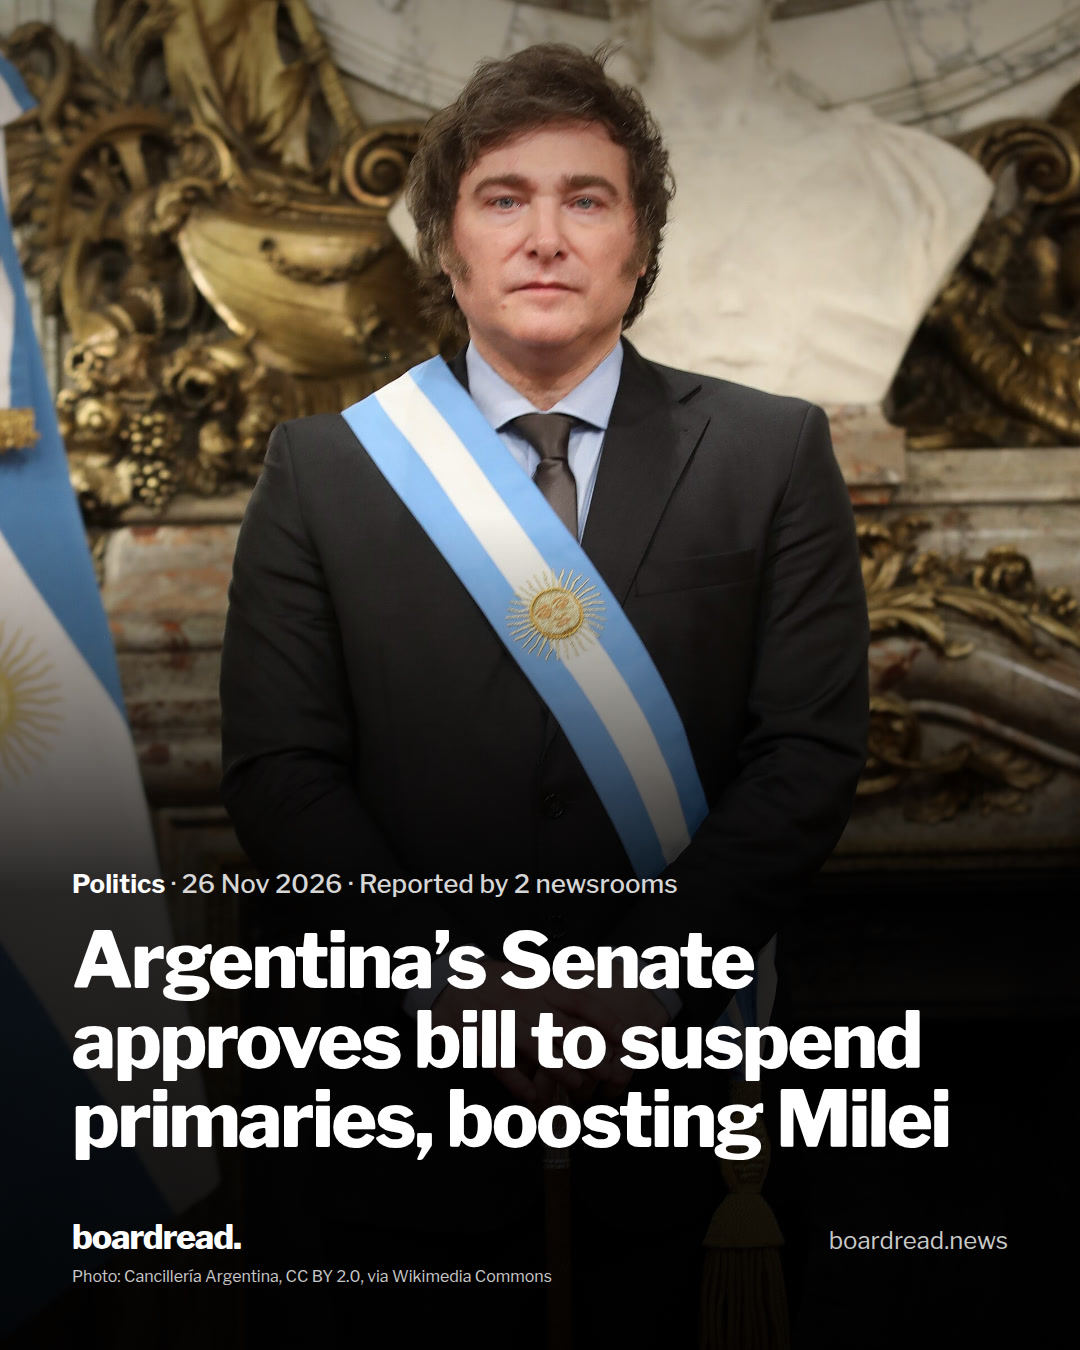 Politics · 26 Nov 2026 · Reported by 2 newsrooms
Argentina’s Senate
approves bill to suspend
primaries, boosting Milei
boardread.
boardread.news
Photo: Cancillería Argentina, CC BY 2.0, via Wikimedia Commons